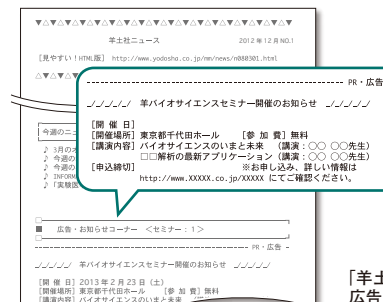 ▼△▼△▼△▼△▼△▼△▼△▼△▼△▼△▼△▼△▼△▼
羊土社ニュース 2012年12月NO.1
[見やすい!HTML版] http://www.yodosha.co.jp/mm/news/n080301.html
PR・広告
_/_/_/_/_/ 羊バイオサイエンスセミナー開催のお知らせ _/_/_/_/_/
[開 催 日]
[開催場所] 東京都千代田ホール [参 加 費] 無料
[講演内容] バイオサイエンスのいまと未来 (講演:○○ ○○先生)
□□解析の最新アプリケーション (講演:○○ ○○先生)
[申込締切] ※お申し込み、詳しい情報は
http://www.XXXXX.co.jp/XXXXX にてご確認ください。
今週のニュ
♪ 3月の
♪ 今週の
♪ 今週の
♪ INFORM
♪ 「実験医
■ 広告・お知らせコーナー <セミナー:1>
PR・広告
_/_/_/_/_/ 羊バイオサイエンスセミナー開催のお知らせ _/_/_/_/_/
[開 催 日] 2013年2月23日(土)
[開催場所] 東京都千代田ホール [参 加 費] 無料
[講演内容] バイオサイエンスのいまと未来
「羊土
広告